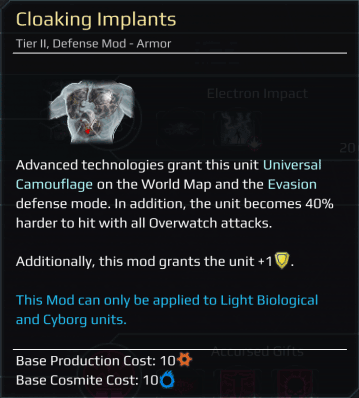 Cloaking Implants
Tier II, Defense Mod - Armor
Electron Impact
20
Advanced technologies grant this unit Universal
Camouflage on the World Map and the Evasion
defense mode. In addition, the unit becomes 40%
harder to hit with all Overwatch attacks.
Additionally, this mod grants the unit +1.
This Mod can only be applied to Light Biological
and Cyborg units.
Accursed Gifts
Base Production Cost: 10
Base Cosmite Cost: 10